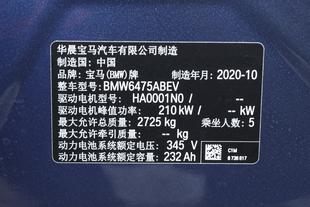 华晨宝马汽车有限公司制造
制造国：中国
品牌：宝马(BMW)牌 制造年月：2020-10
整车型号：BMW6475ABEV
驱动电机型号：HA0001N0 / --
驱动电机峰值功率：210 kW / -- kW
最大允许总质量：2725 kg 乘坐人数：5
最大允许牵引质量：-- kg
动力电池系统额定电压：345 V
动力电池系统额定容量：232 Ah
C1M
6 738 817